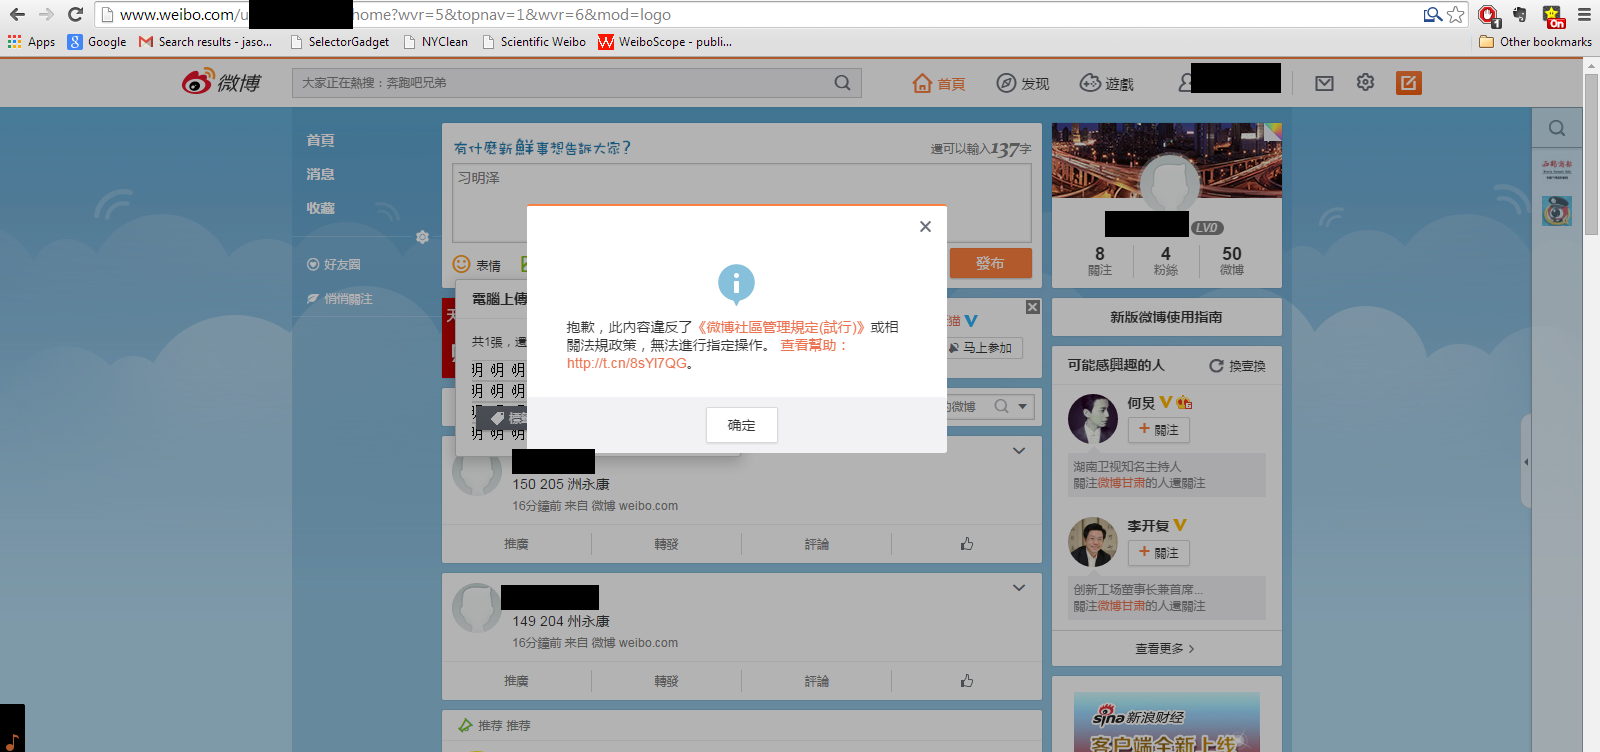 www.weibo.com/u
home?wvr=5&topnav=1&wvr=6&mod=logo
1
On
Apps
Google
Search results - jaso...
SelectorGadget
NYClean
Scientific Weibo
WeiboScope - publi...
Other bookmarks
微博
大家正在熱搜：奔跑吧兄弟
首頁
发现
遊戲
首頁
消息
收藏
好友圈
悄悄關注
有什麼新鮮事想告訴大家?
還可以輸入137字
习明泽
表情
發布
電腦上傳
共1張，還
明 明 明
明 明 明
明 明 明
抱歉，此内容違反了《微博社區管理規定(試行)》或相
關法規政策，無法進行指定操作。 查看幫助：
http://t.cn/8sYl7QG。
确定
猫
马上参加
的微博
150 205 洲永康
16分鐘前 来自 微博 weibo.com
推廣
轉發
評論
149 204 州永康
16分鐘前 来自 微博 weibo.com
推廣
轉發
評論
推荐 推荐
LV0
8
4
50
關注
粉絲
微博
新版微博使用指南
可能感興趣的人
換壹換
何炅
+ 關注
湖南卫视知名主持人
關注微博甘肃的人還關注
李开复
+ 關注
创新工场董事长兼首席...
關注微博甘肃的人還關注
查看更多
sina 新浪财经
客户端全新上线